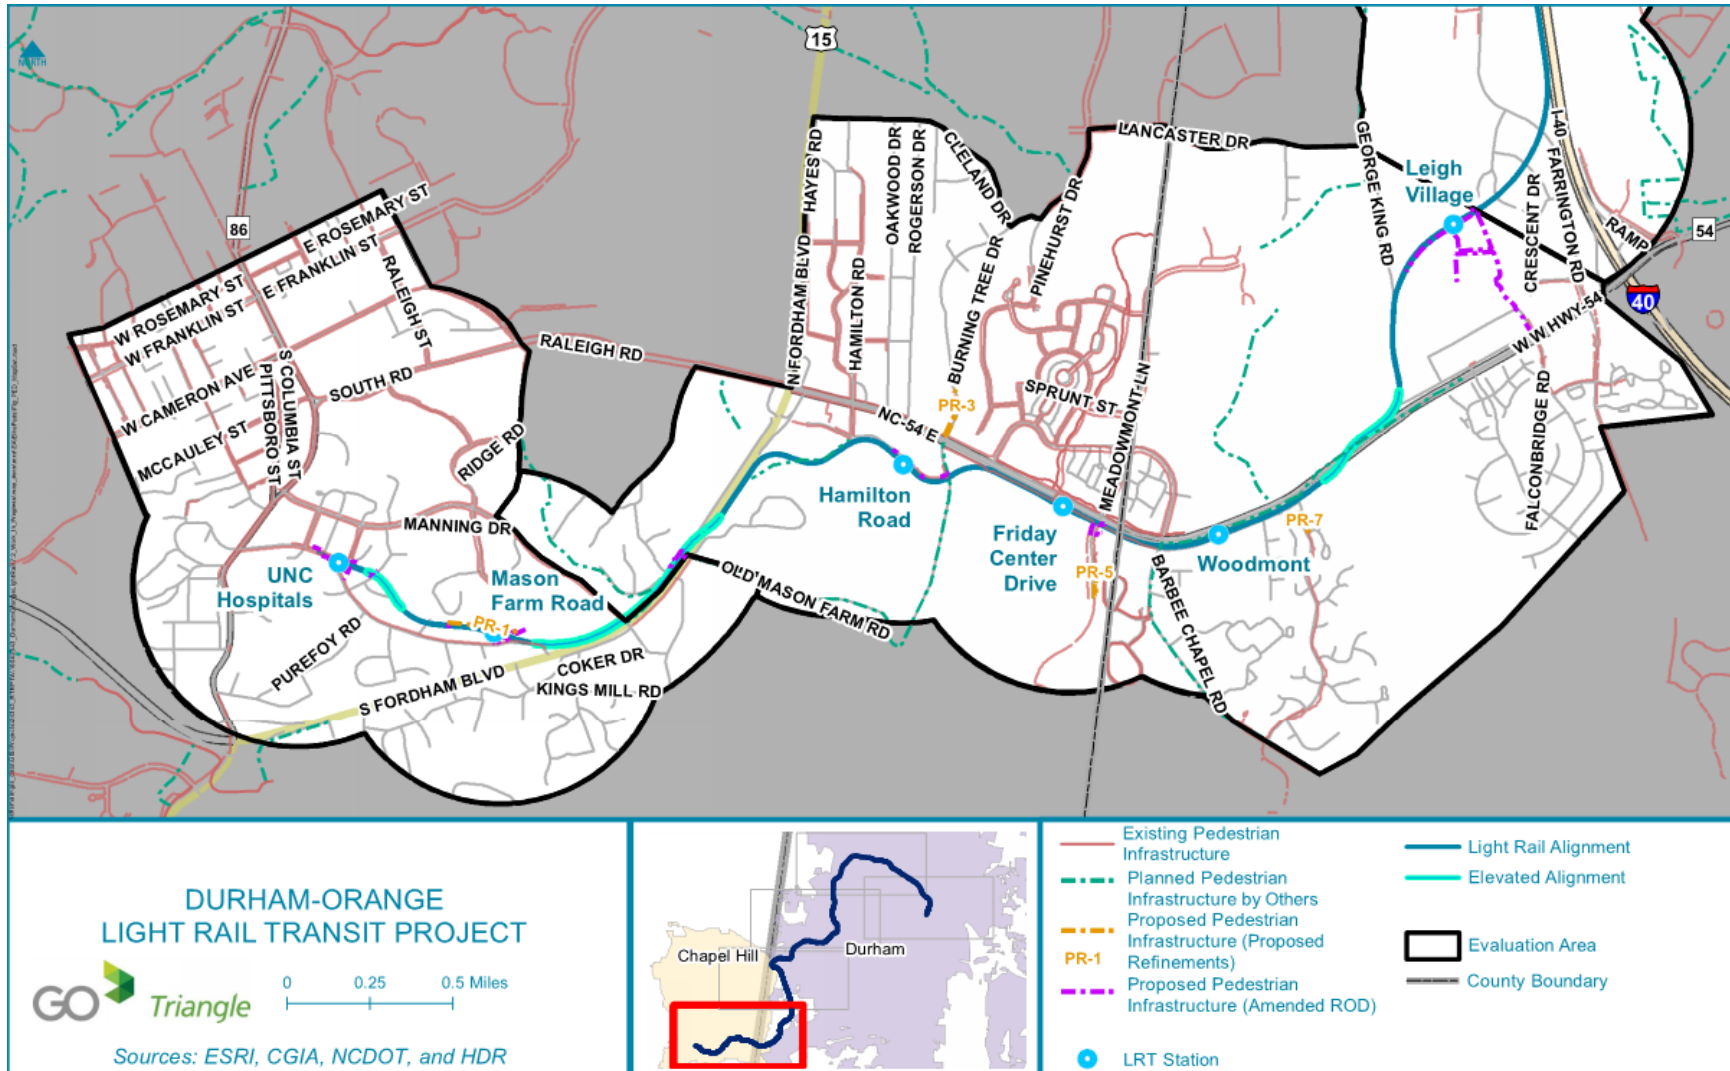 NORTH
15
86
54
40
LANCASTER DR
GEORGE KING RD
I-40
FARRINGTON RD
CRESCENT DR
RAMP
Leigh
Village
HAYES RD
N FORDHAM BLVD
HAMILTON RD
OAKWOOD DR
ROGERSON DR
CLELAND DR
BURNING TREE DR
PINEHURST DR
E ROSEMARY ST
E FRANKLIN ST
W ROSEMARY ST
W FRANKLIN ST
RALEIGH ST
RALEIGH RD
W CAMERON AVE
SOUTH RD
MCCAULEY ST
PITTSBORO ST
S COLUMBIA ST
RIDGE RD
MANNING DR
NC-54 E
SPRUNT ST
MEADOWMONT LN
W W HWY-54
FALCONBRIDGE RD
PR-3
Hamilton
Road
Friday
Center
Drive
PR-5
PR-7
Woodmont
BARBEE CHAPEL RD
UNC
Hospitals
Mason
Farm Road
PR-1
OLD MASON FARM RD
PUREFOY RD
S FORDHAM BLVD
COKER DR
KINGS MILL RD
DURHAM-ORANGE
LIGHT RAIL TRANSIT PROJECT
GO Triangle
0 0.25 0.5 Miles
Sources: ESRI, CGIA, NCDOT, and HDR
Chapel Hill
Durham
Existing Pedestrian
Infrastructure
Planned Pedestrian
Infrastructure by Others
Proposed Pedestrian
Infrastructure (Proposed
Refinements)
PR-1
Proposed Pedestrian
Infrastructure (Amended ROD)
LRT Station
Light Rail Alignment
Elevated Alignment
Evaluation Area
County Boundary